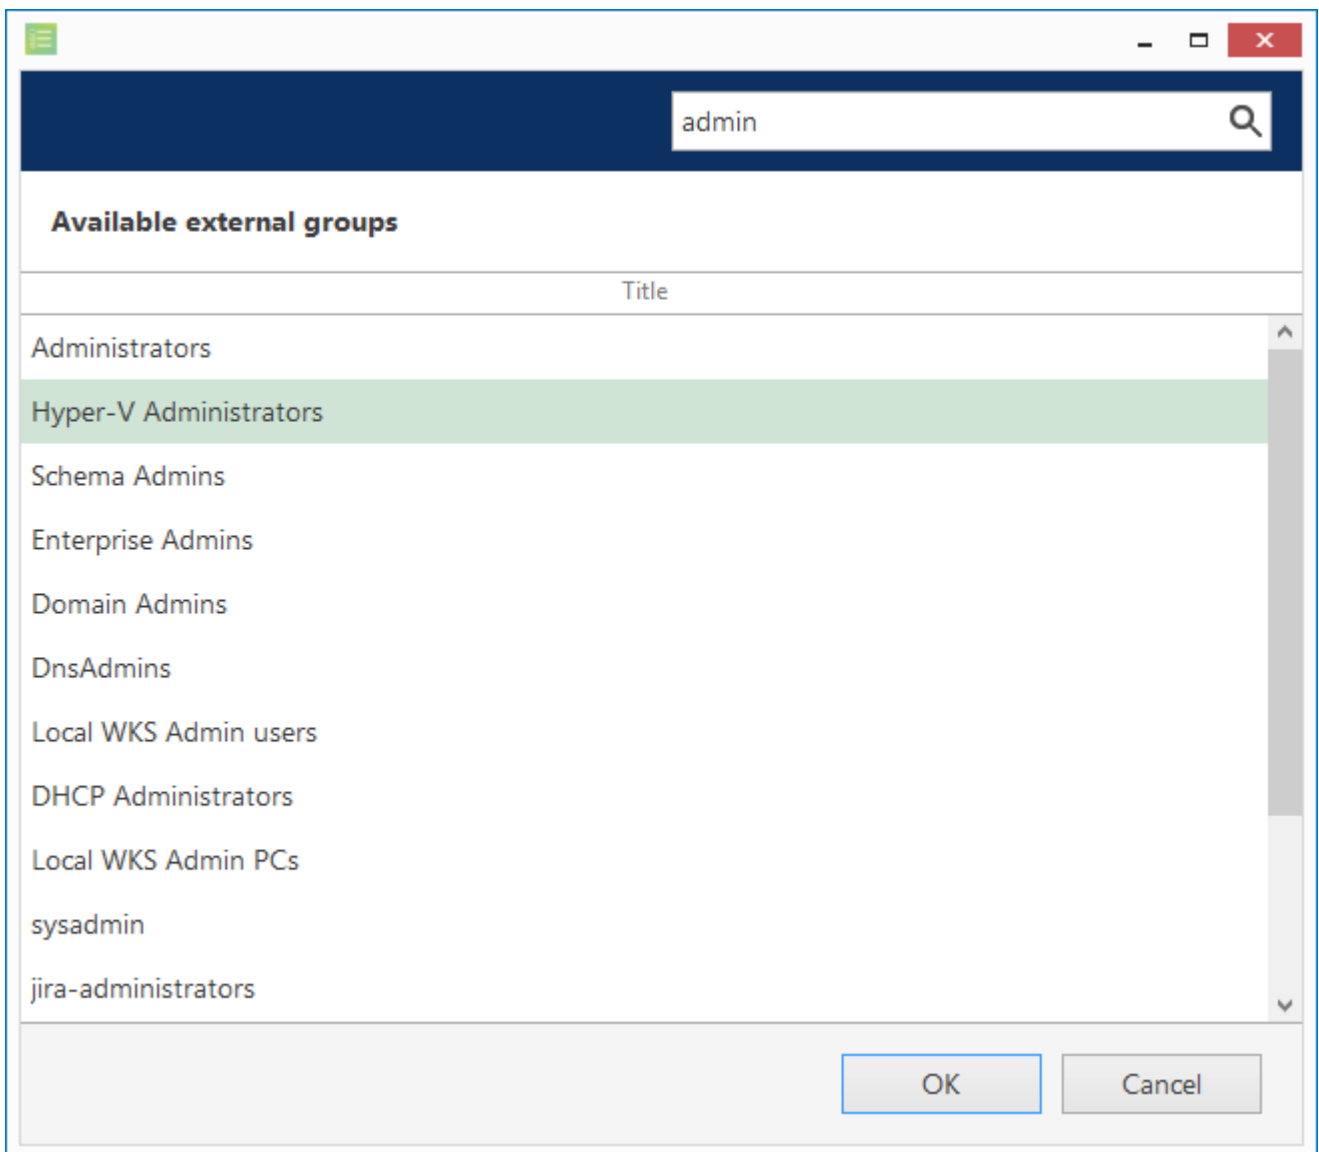 admin
Available external groups
Title
Administrators
Hyper-V Administrators
Schema Admins
Enterprise Admins
Domain Admins
DnsAdmins
Local WKS Admin users
DHCP Administrators
Local WKS Admin PCs
sysadmin
jira-administrators
OK Cancel